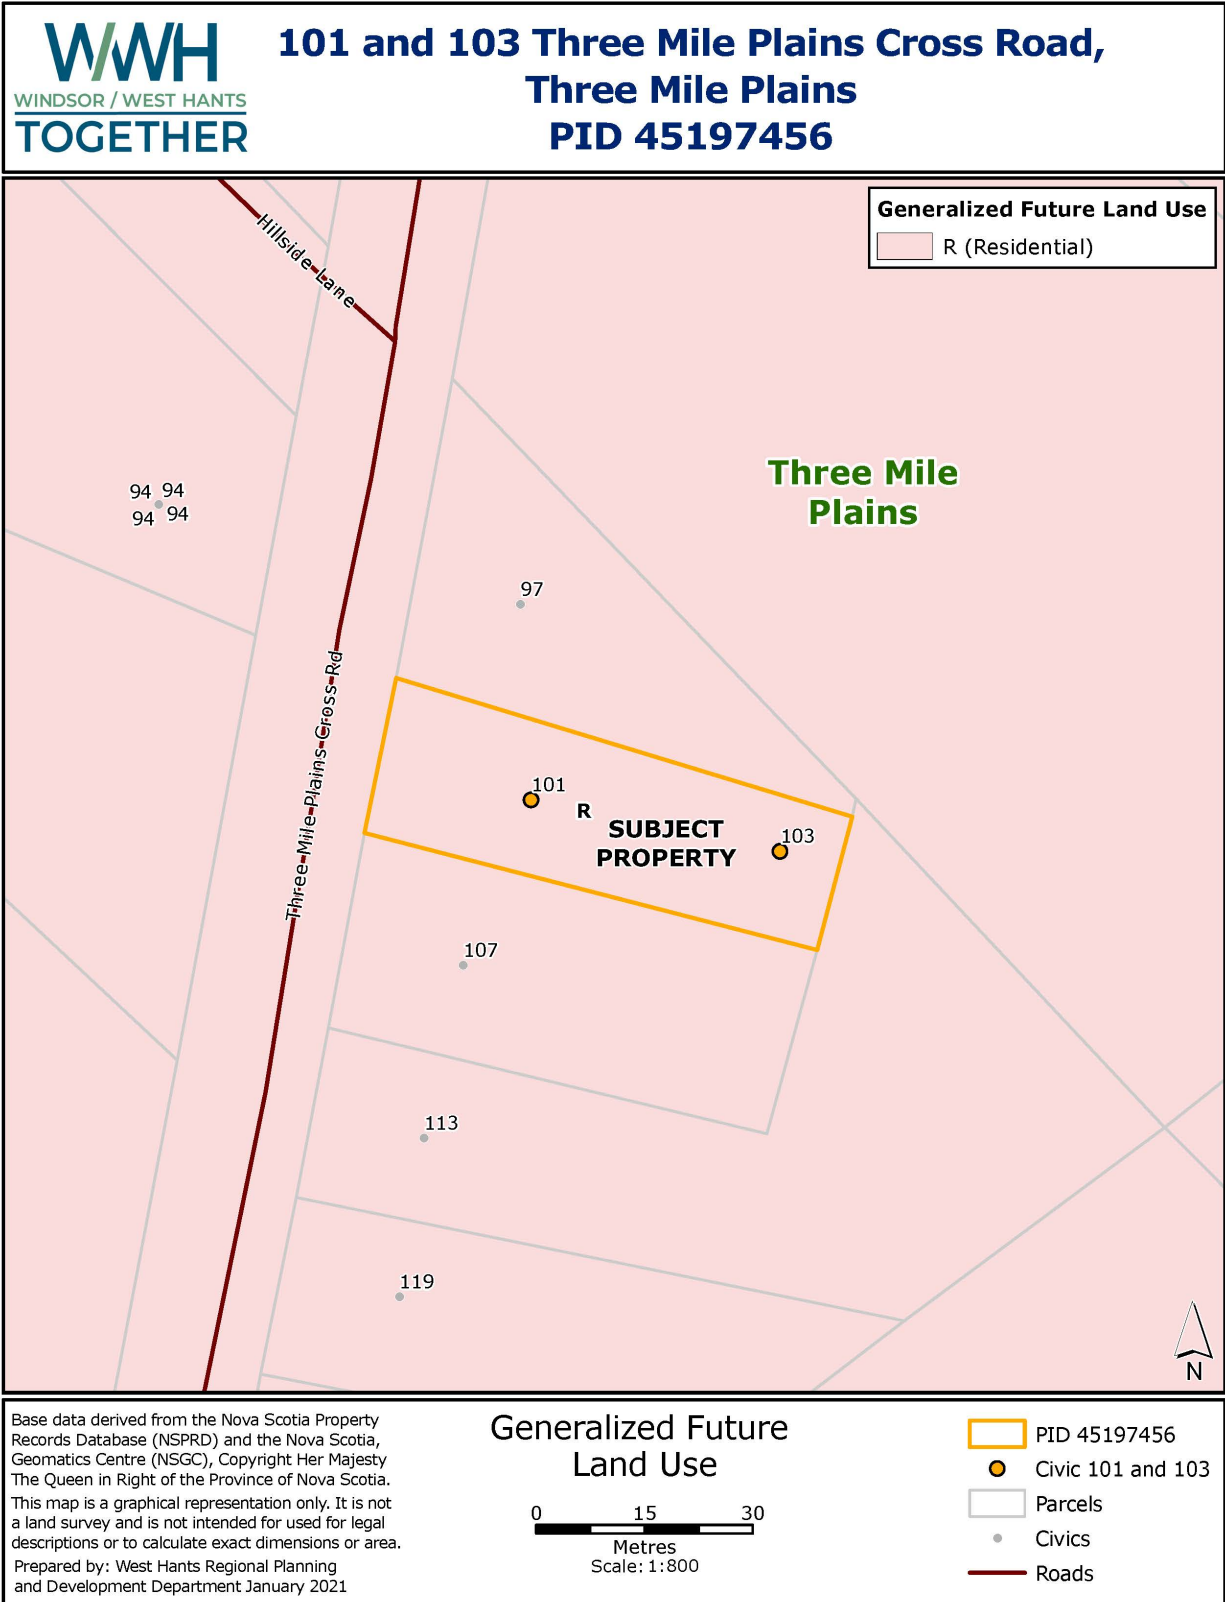 WWH
WINDSOR / WEST HANTS
TOGETHER
101 and 103 Three Mile Plains Cross Road,
Three Mile Plains
PID 45197456
Generalized Future Land Use
R (Residential)
Hillside Lane
Three Mile
Plains
94 94
94 94
97
Three Mile Plains Cross Rd
101
R
SUBJECT
PROPERTY
103
107
113
119
N
Base data derived from the Nova Scotia Property
Records Database (NSPRD) and the Nova Scotia,
Geomatics Centre (NSGC), Copyright Her Majesty
The Queen in Right of the Province of Nova Scotia.
This map is a graphical representation only. It is not
a land survey and is not intended for used for legal
descriptions or to calculate exact dimensions or area.
Prepared by: West Hants Regional Planning
and Development Department January 2021
Generalized Future
Land Use
0 15 30
Metres
Scale: 1:800
PID 45197456
Civic 101 and 103
Parcels
Civics
Roads